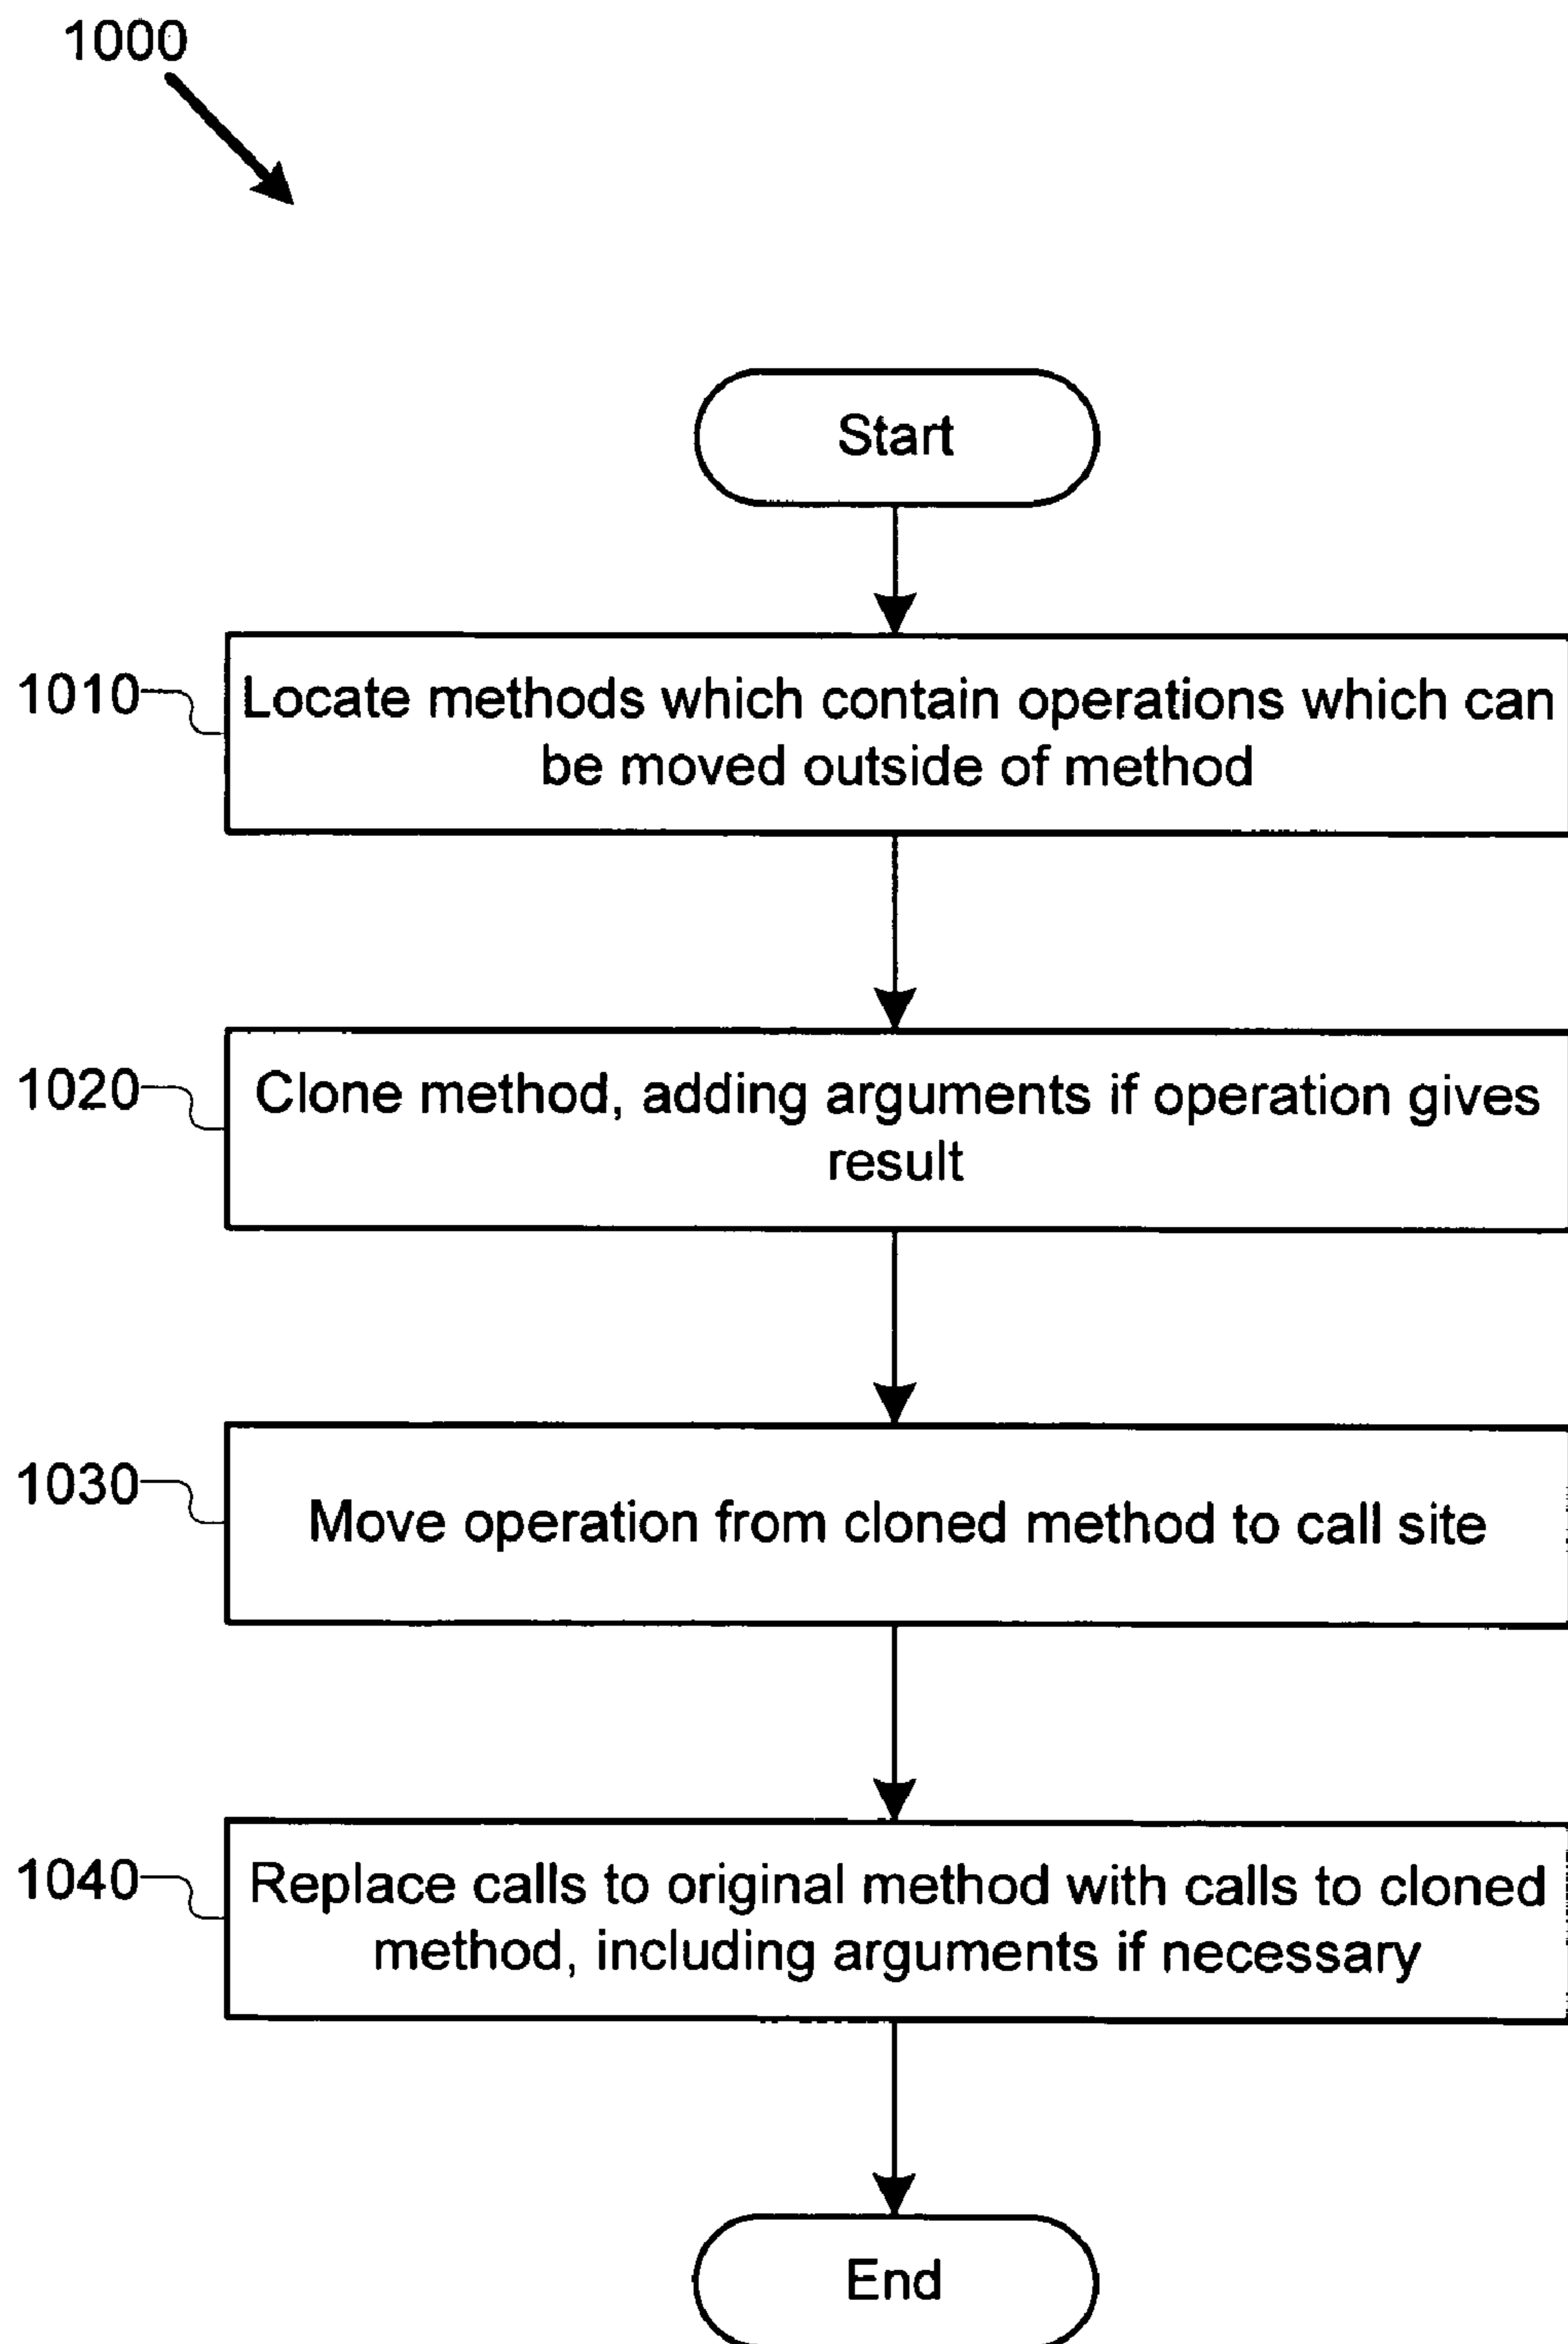 1000
Start
1010
Locate methods which contain operations which can
be moved outside of method
1020
Clone method, adding arguments if operation gives
result
1030
Move operation from cloned method to call site
1040
Replace calls to original method with calls to cloned
method, including arguments if necessary
End